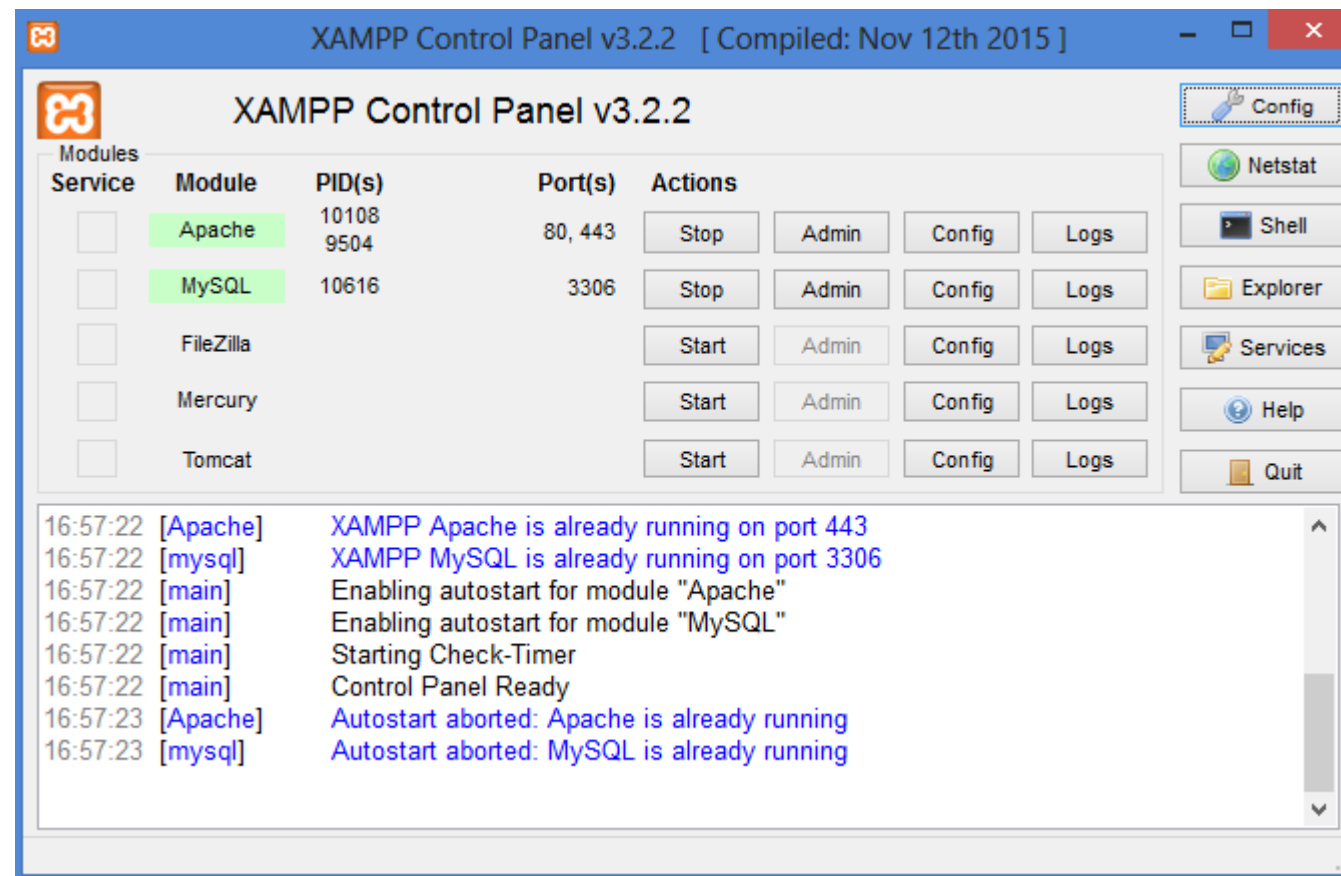 XAMPP Control Panel v3.2.2 [ Compiled: Nov 12th 2015 ]
XAMPP Control Panel v3.2.2
Config
Modules
Netstat
Service Module PID(s) Port(s) Actions
Shell
Apache 10108 9504 80, 443 Stop Admin Config Logs
MySQL 10616 3306 Stop Admin Config Logs
Explorer
FileZilla Start Admin Config Logs
Services
Mercury Start Admin Config Logs
Help
Tomcat Start Admin Config Logs
Quit
16:57:22 [Apache] XAMPP Apache is already running on port 443
16:57:22 [mysql] XAMPP MySQL is already running on port 3306
16:57:22 [main] Enabling autostart for module "Apache"
16:57:22 [main] Enabling autostart for module "MySQL"
16:57:22 [main] Starting Check-Timer
16:57:22 [main] Control Panel Ready
16:57:23 [Apache] Autostart aborted: Apache is already running
16:57:23 [mysql] Autostart aborted: MySQL is already running